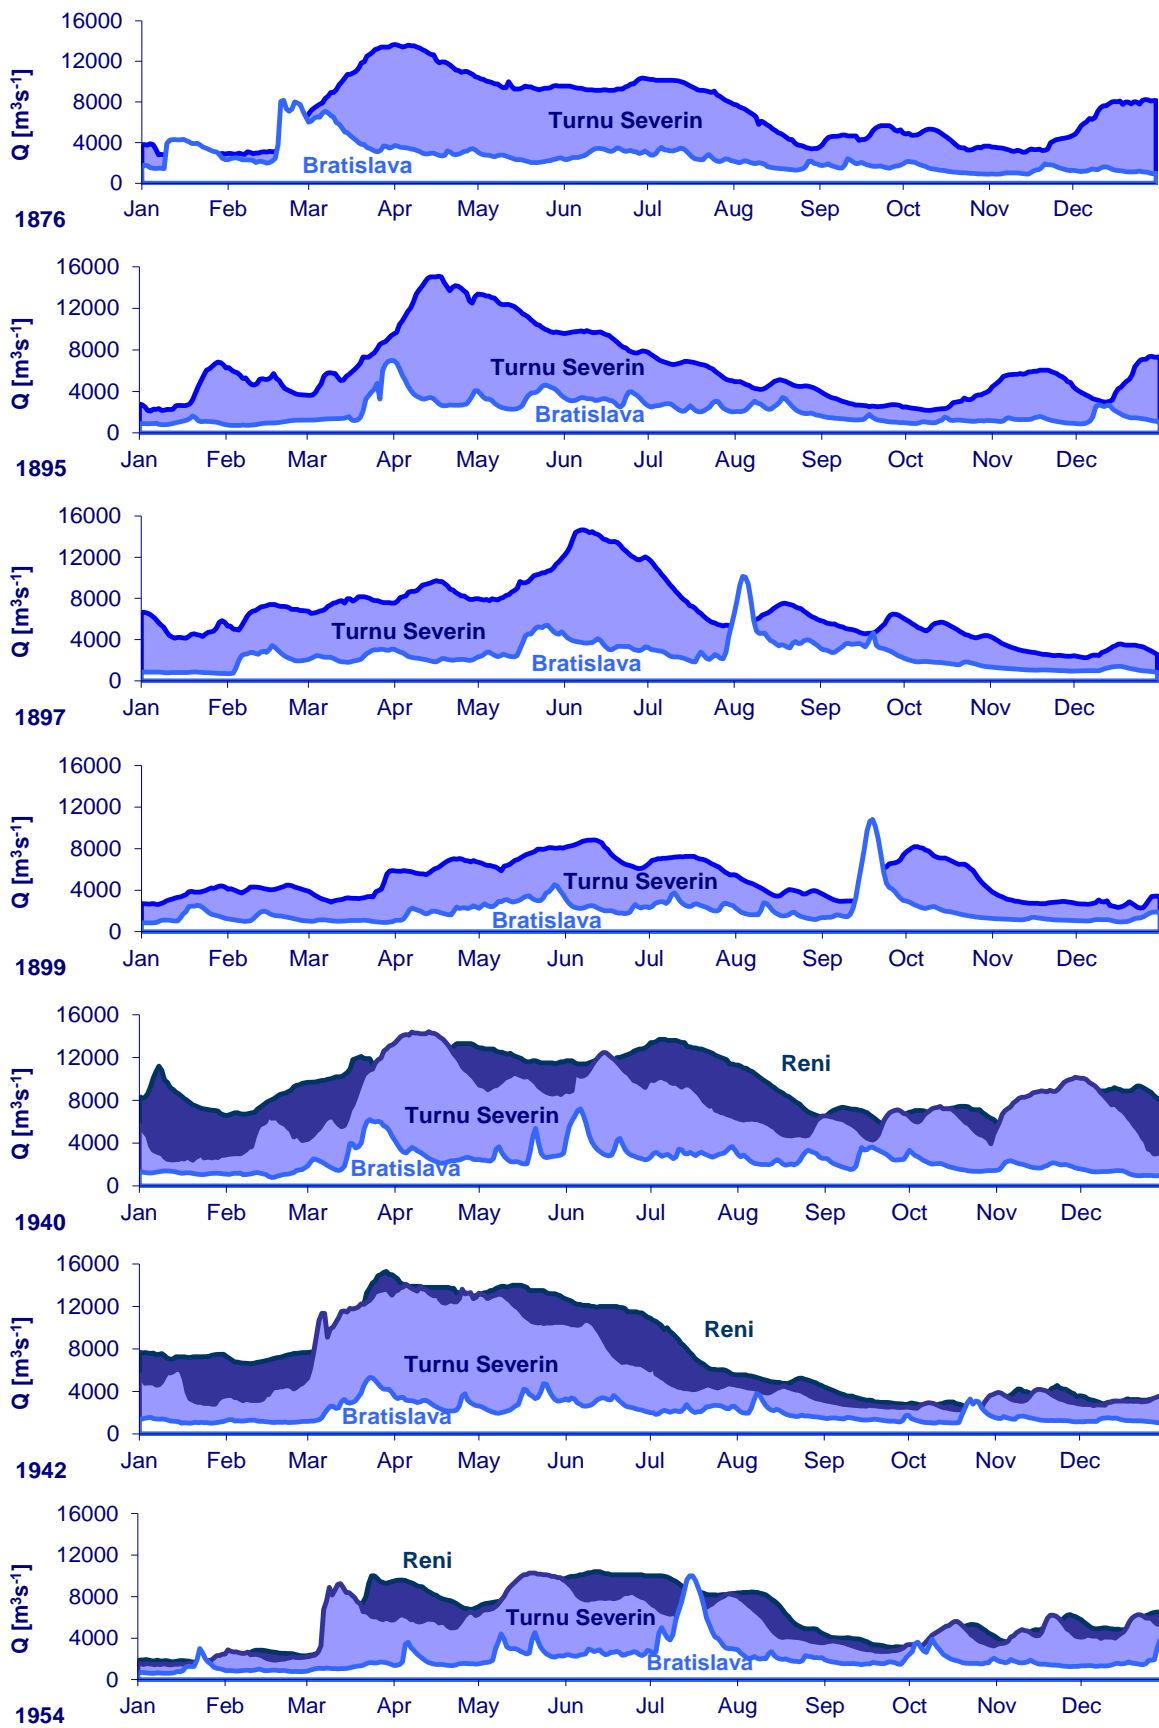 16000
12000
8000
4000
0
Q [m³s⁻¹]
Turnu Severin
Bratislava
Jan Feb Mar Apr May Jun Jul Aug Sep Oct Nov Dec
1876
16000
12000
8000
4000
0
Q [m³s⁻¹]
Turnu Severin
Bratislava
Jan Feb Mar Apr May Jun Jul Aug Sep Oct Nov Dec
1895
16000
12000
8000
4000
0
Q [m³s⁻¹]
Turnu Severin
Bratislava
Jan Feb Mar Apr May Jun Jul Aug Sep Oct Nov Dec
1897
16000
12000
8000
4000
0
Q [m³s⁻¹]
Turnu Severin
Bratislava
Jan Feb Mar Apr May Jun Jul Aug Sep Oct Nov Dec
1899
16000
12000
8000
4000
0
Q [m³s⁻¹]
Reni
Turnu Severin
Bratislava
Jan Feb Mar Apr May Jun Jul Aug Sep Oct Nov Dec
1940
16000
12000
8000
4000
0
Q [m³s⁻¹]
Reni
Turnu Severin
Bratislava
Jan Feb Mar Apr May Jun Jul Aug Sep Oct Nov Dec
1942
16000
12000
8000
4000
0
Q [m³s⁻¹]
Reni
Turnu Severin
Bratislava
Jan Feb Mar Apr May Jun Jul Aug Sep Oct Nov Dec
1954